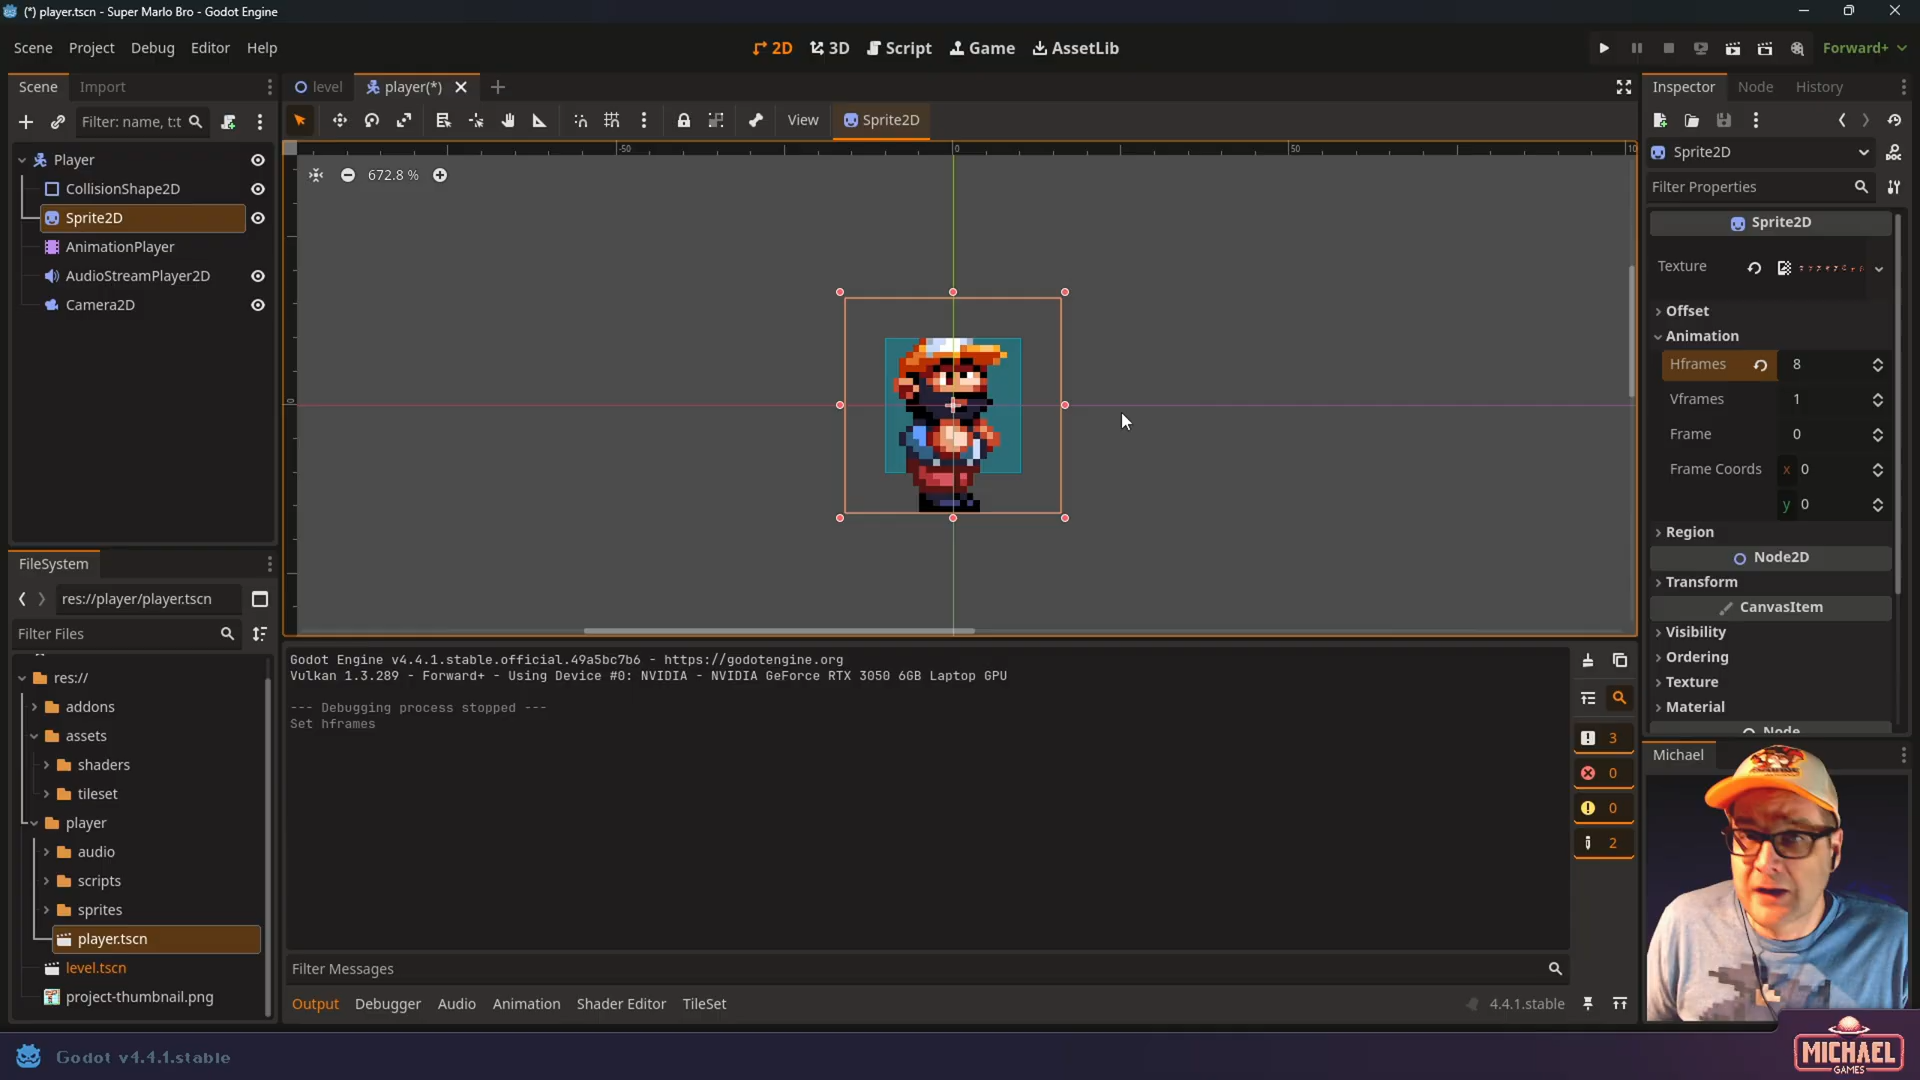 (*) player.tscn - Super Marlo Bro - Godot Engine
Scene Project Debug Editor Help
2D 3D Script Game AssetLib
Forward+
Scene Import
level player(*)
Inspector Node History
Filter: name, t:t
View Sprite2D
Player
CollisionShape2D
Sprite2D
AnimationPlayer
AudioStreamPlayer2D
Camera2D
-50 0 50 10
672.8 %
0
Sprite2D
Filter Properties
Sprite2D
Texture
Offset
Animation
Hframes 8
Vframes 1
Frame 0
Frame Coords x 0
y 0
Region
Node2D
Transform
CanvasItem
Visibility
Ordering
Texture
Material
Node
FileSystem
res://player/player.tscn
Filter Files
res://
addons
assets
shaders
tileset
player
audio
scripts
sprites
player.tscn
level.tscn
project-thumbnail.png
Godot Engine v4.4.1.stable.official.49a5bc7b6 - https://godotengine.org
Vulkan 1.3.289 - Forward+ - Using Device #0: NVIDIA - NVIDIA GeForce RTX 3050 6GB Laptop GPU
--- Debugging process stopped ---
Set hframes
3
0
0
2
Filter Messages
Output Debugger Audio Animation Shader Editor TileSet
4.4.1.stable
Michael
Godot v4.4.1.stable
MICHAEL
GAMES